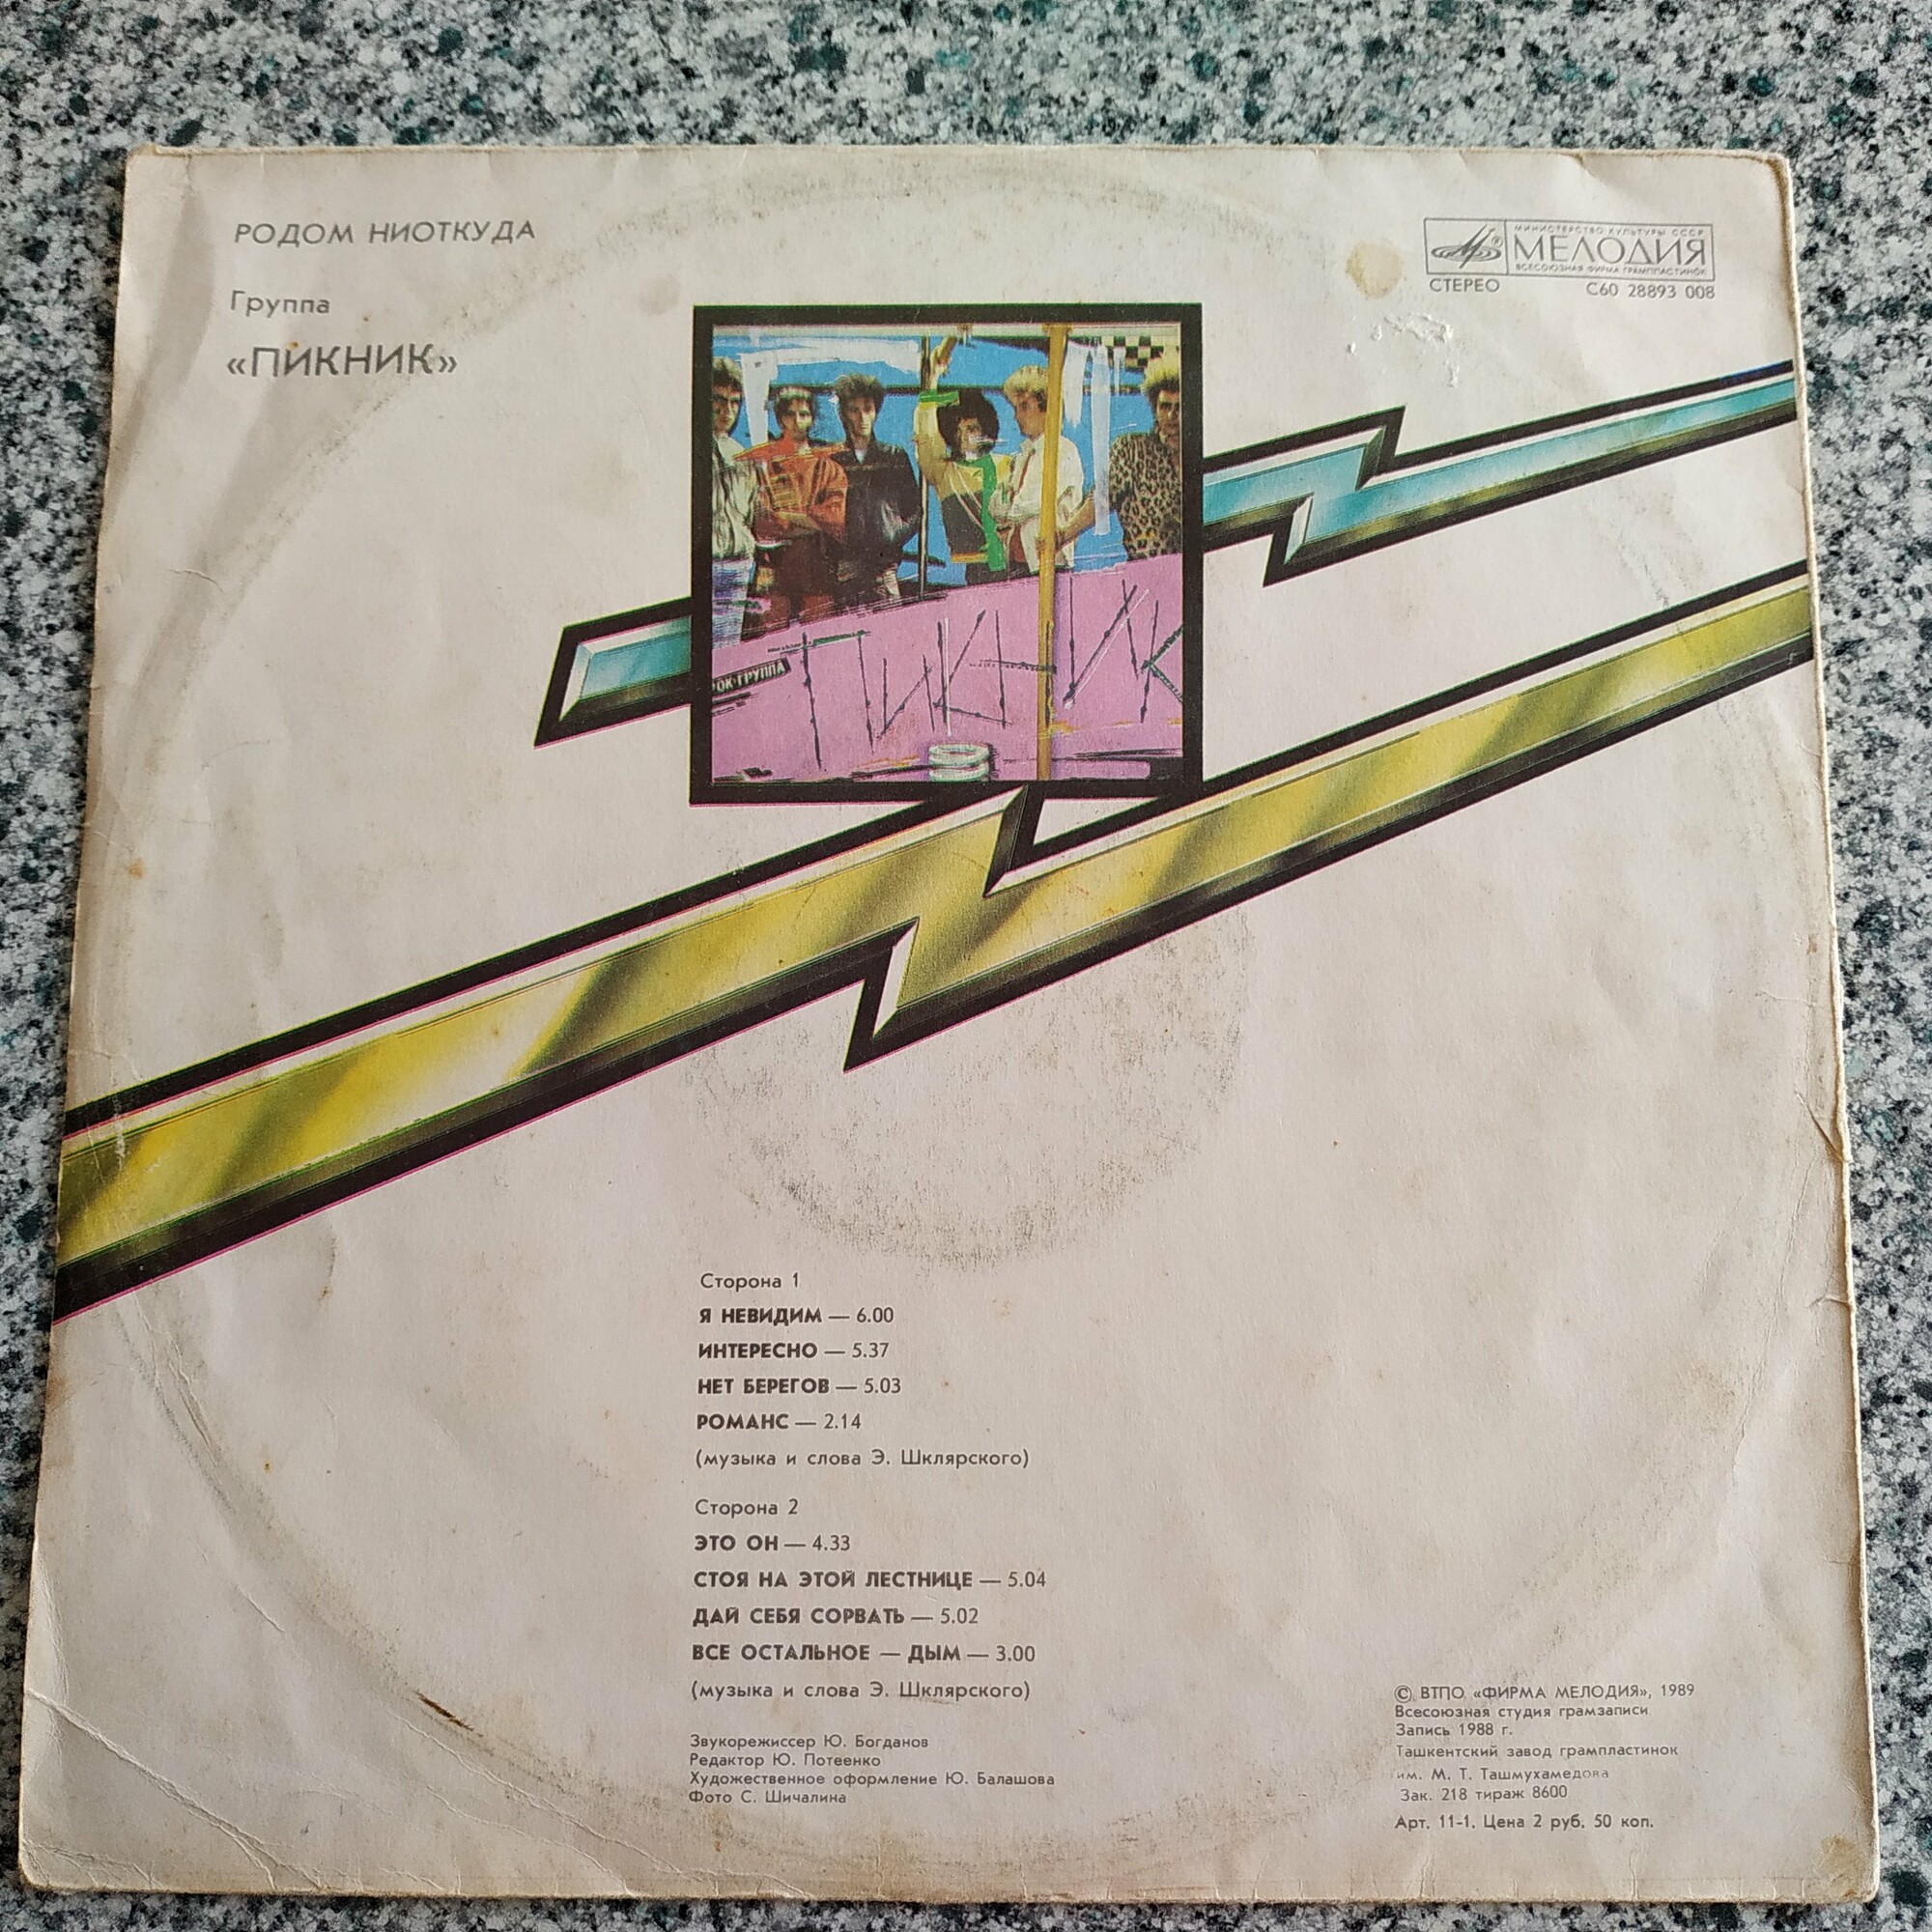 РОДОМ НИОТКУДА
Группа
«ПИКНИК»
МИНИСТЕРСТВО КУЛЬТУРЫ СССР
МЕЛОДИЯ
ВСЕСОЮЗНАЯ ФИРМА ГРАМПЛАСТИНОК
СТЕРЕО С60 28893 008
ОК-ГРУППА
ПИКНИК
Сторона 1
Я НЕВИДИМ — 6.00
ИНТЕРЕСНО — 5.37
НЕТ БЕРЕГОВ — 5.03
РОМАНС — 2.14
(музыка и слова Э. Шклярского)
Сторона 2
ЭТО ОН — 4.33
СТОЯ НА ЭТОЙ ЛЕСТНИЦЕ — 5.04
ДАЙ СЕБЯ СОРВАТЬ — 5.02
ВСЕ ОСТАЛЬНОЕ — ДЫМ — 3.00
(музыка и слова Э. Шклярского)
Звукорежиссер Ю. Богданов
Редактор Ю. Потеенко
Художественное оформление Ю. Балашова
Фото С. Шичалина
© ВТПО «ФИРМА МЕЛОДИЯ», 1989
Всесоюзная студия грамзаписи
Запись 1988 г.
Ташкентский завод грампластинок
им. М. Т. Ташмухамедова
Зак. 218 тираж 8600
Арт. 11-1. Цена 2 руб. 50 коп.